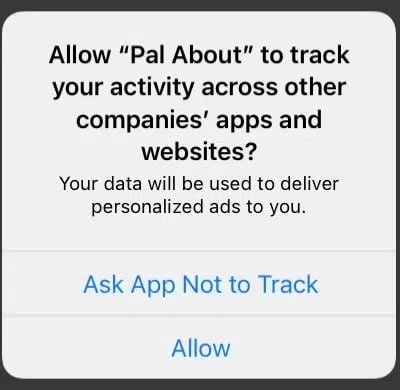 Allow “Pal About” to track
your activity across other
companies’ apps and
websites?
Your data will be used to deliver
personalized ads to you.
Ask App Not to Track
Allow